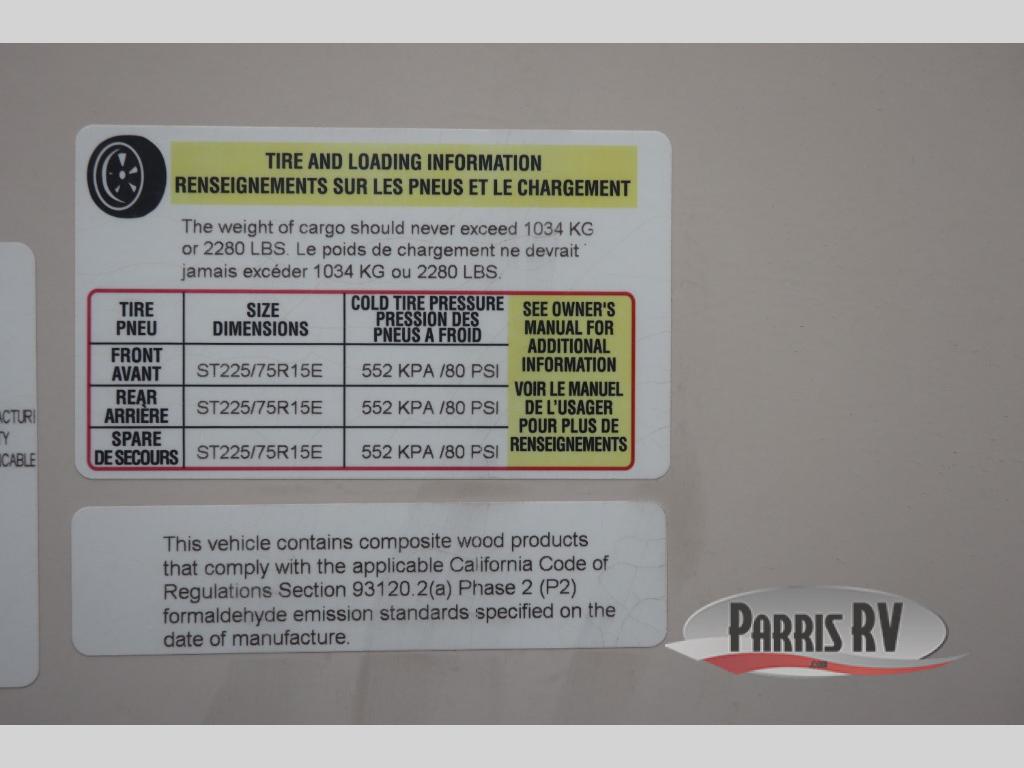 TIRE AND LOADING INFORMATION
RENSEIGNEMENTS SUR LES PNEUS ET LE CHARGEMENT
The weight of cargo should never exceed 1034 KG
or 2280 LBS. Le poids de chargement ne devrait
jamais excéder 1034 KG ou 2280 LBS.
TIRE
PNEU
SIZE
DIMENSIONS
COLD TIRE PRESSURE
PRESSION DES
PNEUS A FROID
FRONT
AVANT
ST225/75R15E
552 KPA /80 PSI
REAR
ARRIÈRE
ST225/75R15E
552 KPA /80 PSI
SPARE
DE SECOURS
ST225/75R15E
552 KPA /80 PSI
SEE OWNER'S
MANUAL FOR
ADDITIONAL
INFORMATION
VOIR LE MANUEL
DE L'USAGER
POUR PLUS DE
RENSEIGNEMENTS
This vehicle contains composite wood products
that comply with the applicable California Code of
Regulations Section 93120.2(a) Phase 2 (P2)
formaldehyde emission standards specified on the
date of manufacture.
PARRIS RV
.com